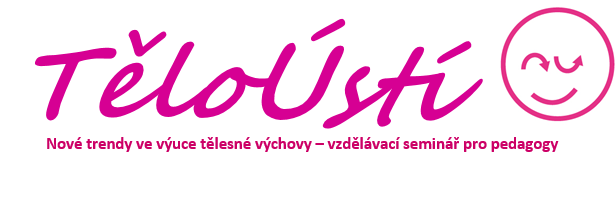 TěloÚstí
Nové trendy ve výuce tělesné výchovy – vzdělávací seminář pro pedagogy